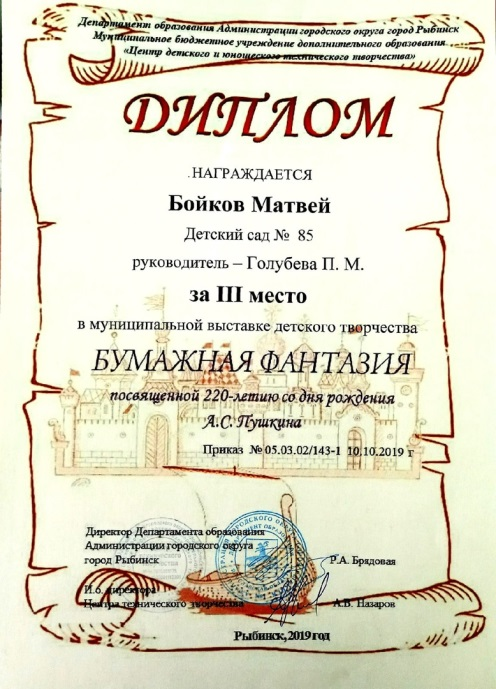 Департамент образования Администрации городского округа город Рыбинск
Муниципальное бюджетное учреждение дополнительного образования
«Центр детского и юношеского технического творчества»
ДИПЛОМ
НАГРАЖДАЕТСЯ
Бойков Матвей
Детский сад № 85
руководитель – Голубева П. М.
за III место
в муниципальной выставке детского творчества
БУМАЖНАЯ ФАНТАЗИЯ
посвященной 220-летию со дня рождения
А.С. Пушкина
Приказ № 05.03.02/143-1 10.10.2019 г
Директор Департамента образования
Администрации городского округа
город Рыбинск
Р.А. Брядовая
И.о. директора
Центра технического творчества
А.В. Назаров
Рыбинск, 2019 год